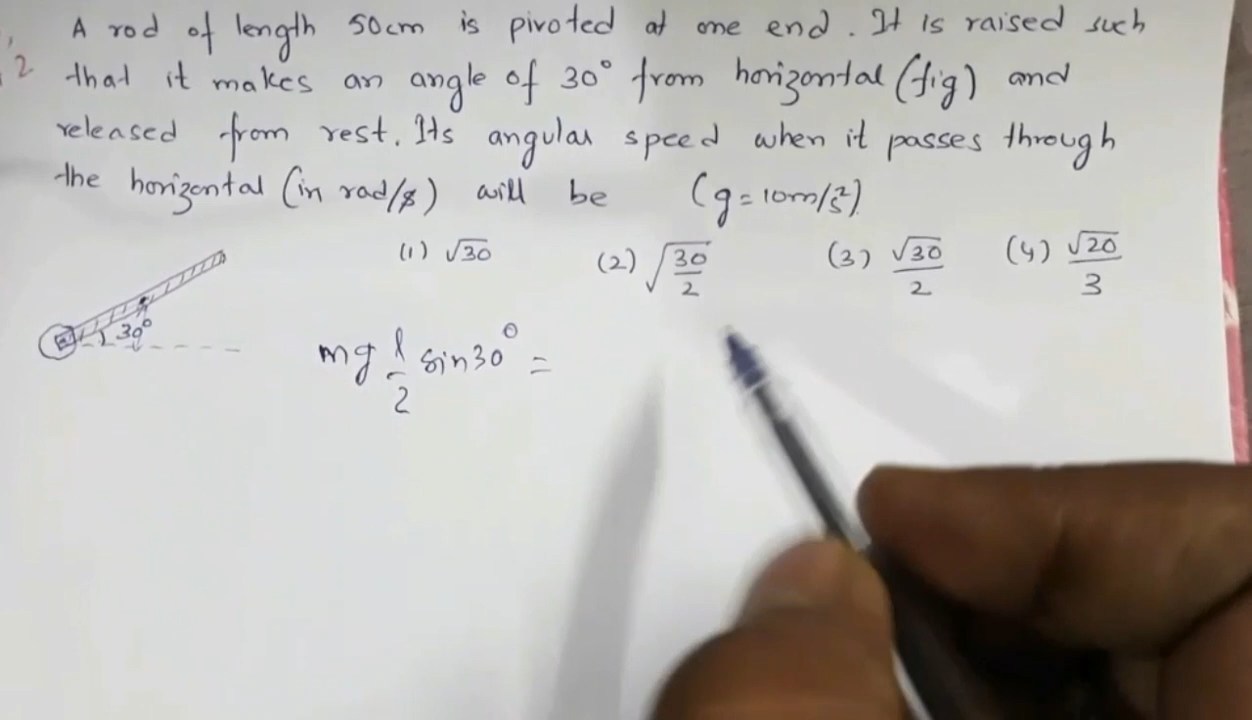 2 A rod of length 50cm is pivoted at one end. It is raised such
that it makes an angle of 30° from horizontal (fig) and
released from rest. Its angular speed when it passes through
the horizontal (in rad/s) will be (g=10m/s²).
(1) √30 (2) √30/2 (3) √30/2 (4) √20/3
30°
mg l/2 sin30° =